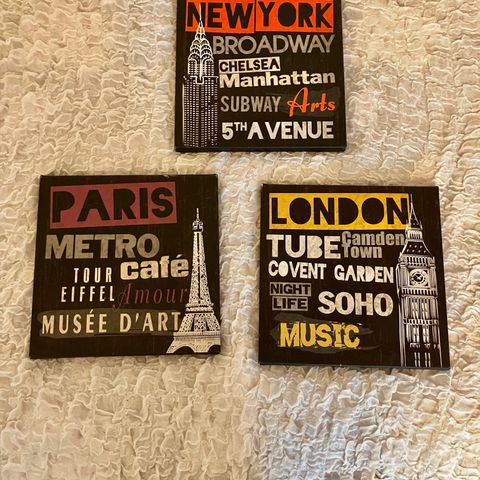 NEW YORK
BROADWAY
CHELSEA
Manhattan
SUBWAY Arts
5TH AVENUE
PARIS
METRO
café
TOUR
EIFFEL Amour
MUSÉE D'ART
LONDON
TUBE Camden Town
COVENT GARDEN
NIGHT LIFE SOHO
MUSIC